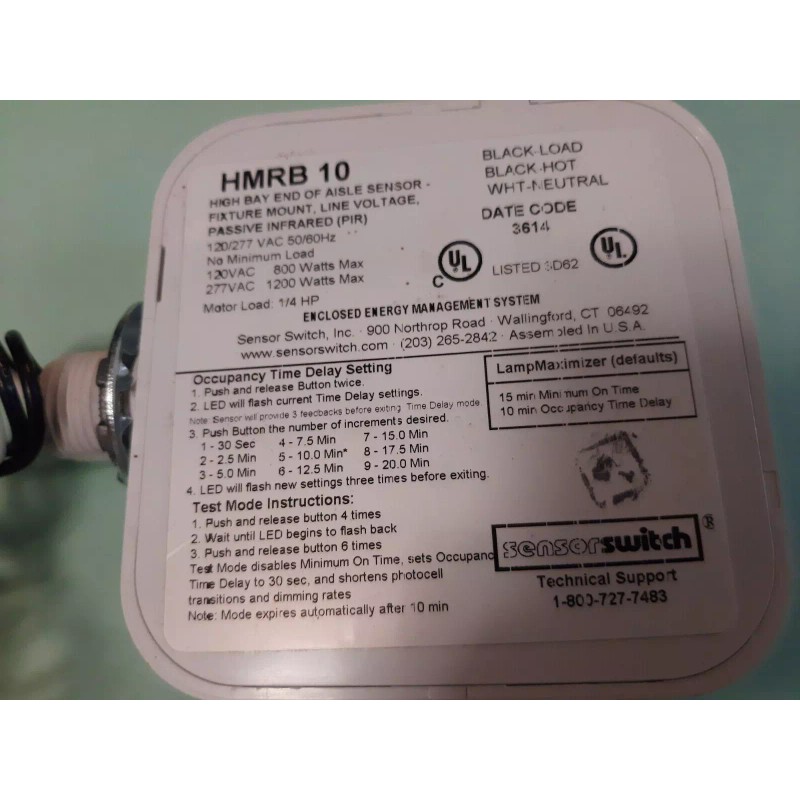 HMRB 10
HIGH BAY END OF AISLE SENSOR -
FIXTURE MOUNT, LINE VOLTAGE,
PASSIVE INFRARED (PIR)
120/277 VAC 50/60Hz
No Minimum Load
120VAC 800 Watts Max
277VAC 1200 Watts Max
Motor Load: 1/4 HP
BLACK-LOAD
BLACK-HOT
WHT-NEUTRAL
DATE CODE
3614
C UL LISTED 5D62 UL
ENCLOSED ENERGY MANAGEMENT SYSTEM
Sensor Switch, Inc. · 900 Northrop Road · Wallingford, CT 06492
www.sensorswitch.com · (203) 265-2842 · Assembled In U.S.A.
Occupancy Time Delay Setting
1. Push and release Button twice.
2. LED will flash current Time Delay settings.
Note: Sensor will provide 3 feedbacks before exiting Time Delay mode
3. Push Button the number of increments desired.
1 - 30 Sec 4 - 7.5 Min 7 - 15.0 Min
2 - 2.5 Min 5 - 10.0 Min* 8 - 17.5 Min
3 - 5.0 Min 6 - 12.5 Min 9 - 20.0 Min
4. LED will flash new settings three times before exiting.
Test Mode Instructions:
1. Push and release button 4 times
2. Wait until LED begins to flash back
3. Push and release button 6 times
Test Mode disables Minimum On Time, sets Occupanc
Time Delay to 30 sec, and shortens photocell
transitions and dimming rates
Note: Mode expires automatically after 10 min
LampMaximizer (defaults)
15 min Minimum On Time
10 min Occupancy Time Delay
sensorswitch®
Technical Support
1-800-727-7483